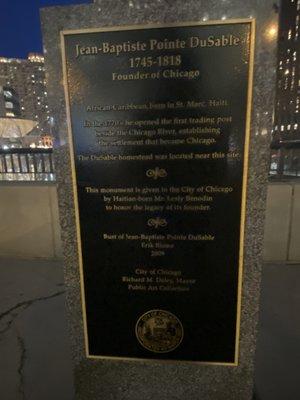 Jean-Baptiste Pointe DuSable
1745-1818
Founder of Chicago
African-Caribbean, born in St. Marc, Haiti.
In the 1770's he opened the first trading post
beside the Chicago River, establishing
the settlement that became Chicago.
The DuSable homestead was located near this site.
This monument is given to the City of Chicago
by Haitian-born Mr. Lesly Benodin
to honor the legacy of its founder.
Bust of Jean-Baptiste Pointe DuSable
Erik Blome
2009
City of Chicago
Richard M. Daley, Mayor
Public Art Collection